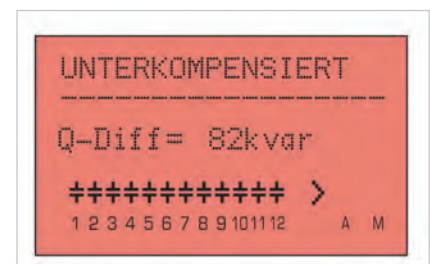 UNTERKOMPENSIERT
Q-Diff= 82kvar
1 2 3 4 5 6 7 8 9 10 11 12 A M